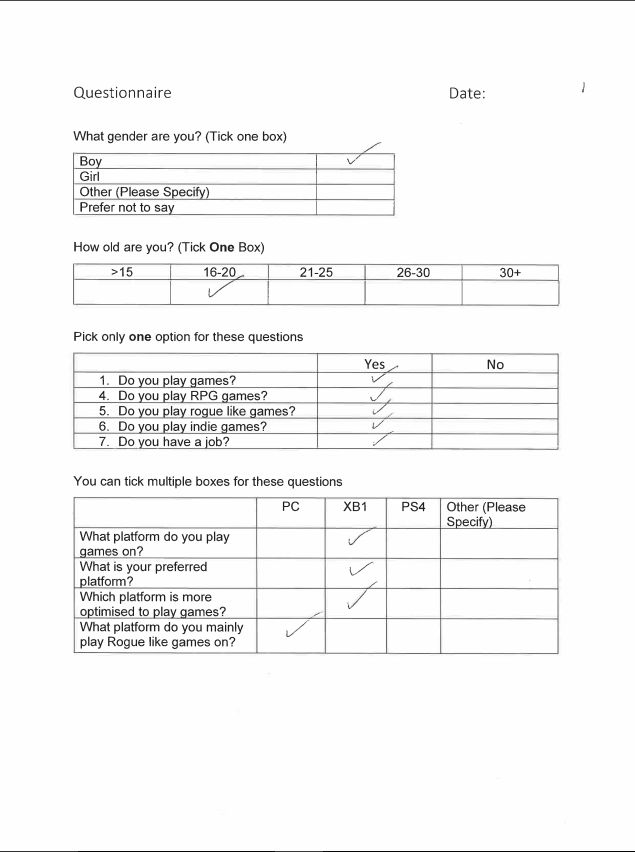 Questionnaire Date:
What gender are you? (Tick one box)
Boy ✓
Girl
Other (Please Specify)
Prefer not to say
How old are you? (Tick One Box)
>15 16-20 21-25 26-30 30+
✓
Pick only one option for these questions
Yes No
1. Do you play games? ✓
4. Do you play RPG games? ✓
5. Do you play rogue like games? ✓
6. Do you play indie games? ✓
7. Do you have a job? ✓
You can tick multiple boxes for these questions
PC XB1 PS4 Other (Please
Specify)
What platform do you play ✓
games on?
What is your preferred ✓
platform?
Which platform is more ✓
optimised to play games?
What platform do you mainly ✓
play Rogue like games on?